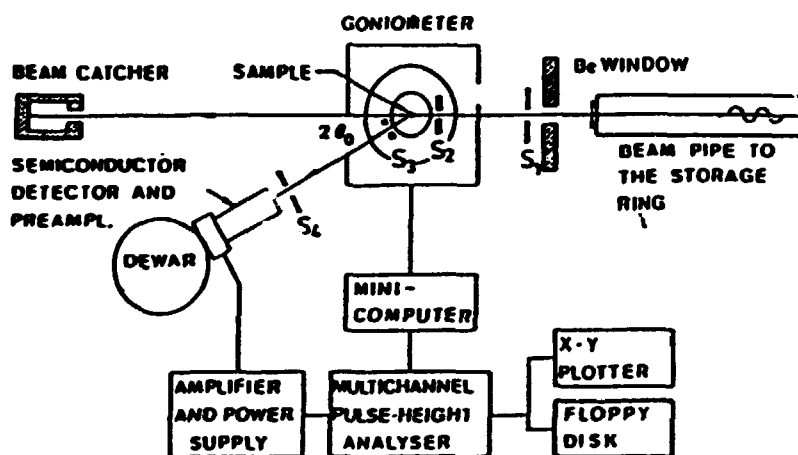 GONIOMETER
BEAM CATCHER
SAMPLE
Be WINDOW
2θ₀
S₃
S₂
S₁
SEMICONDUCTOR
DETECTOR AND
PREAMPL.
BEAM PIPE TO
THE STORAGE
RING
S₄
DEWAR
MINI-
COMPUTER
X-Y
PLOTTER
AMPLIFIER
AND POWER
SUPPLY
MULTICHANNEL
PULSE-HEIGHT
ANALYSER
FLOPPY
DISK